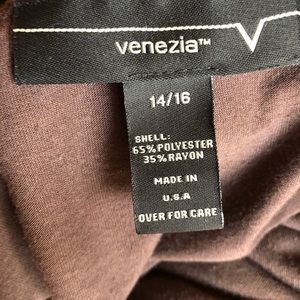 venezia™
14/16
SHELL:
65%POLYESTER
35%RAYON
MADE IN
U.S.A
OVER FOR CARE